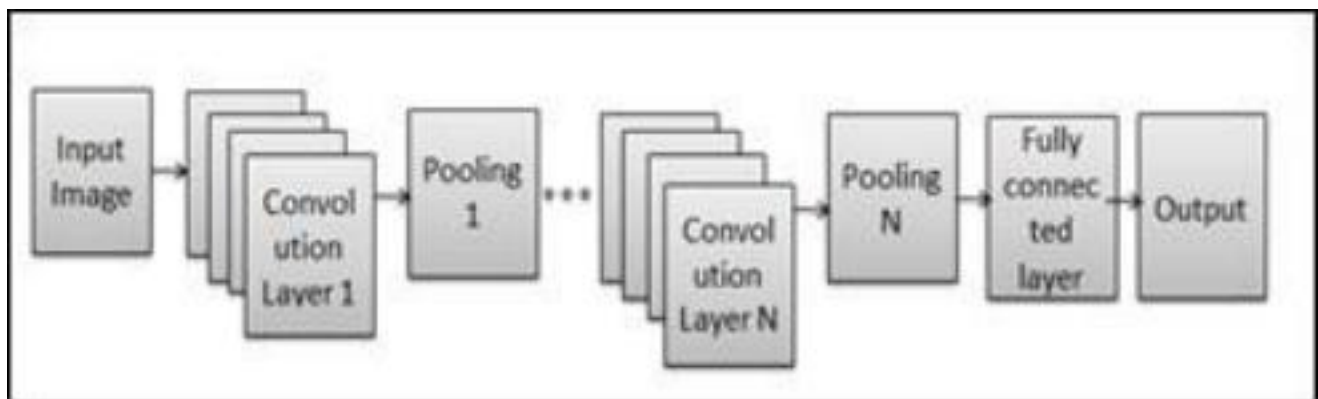 Input
Image
Convol
ution
Layer 1
Pooling
1
***
Convol
ution
Layer N
Pooling
N
Fully
connec
ted
layer
Output